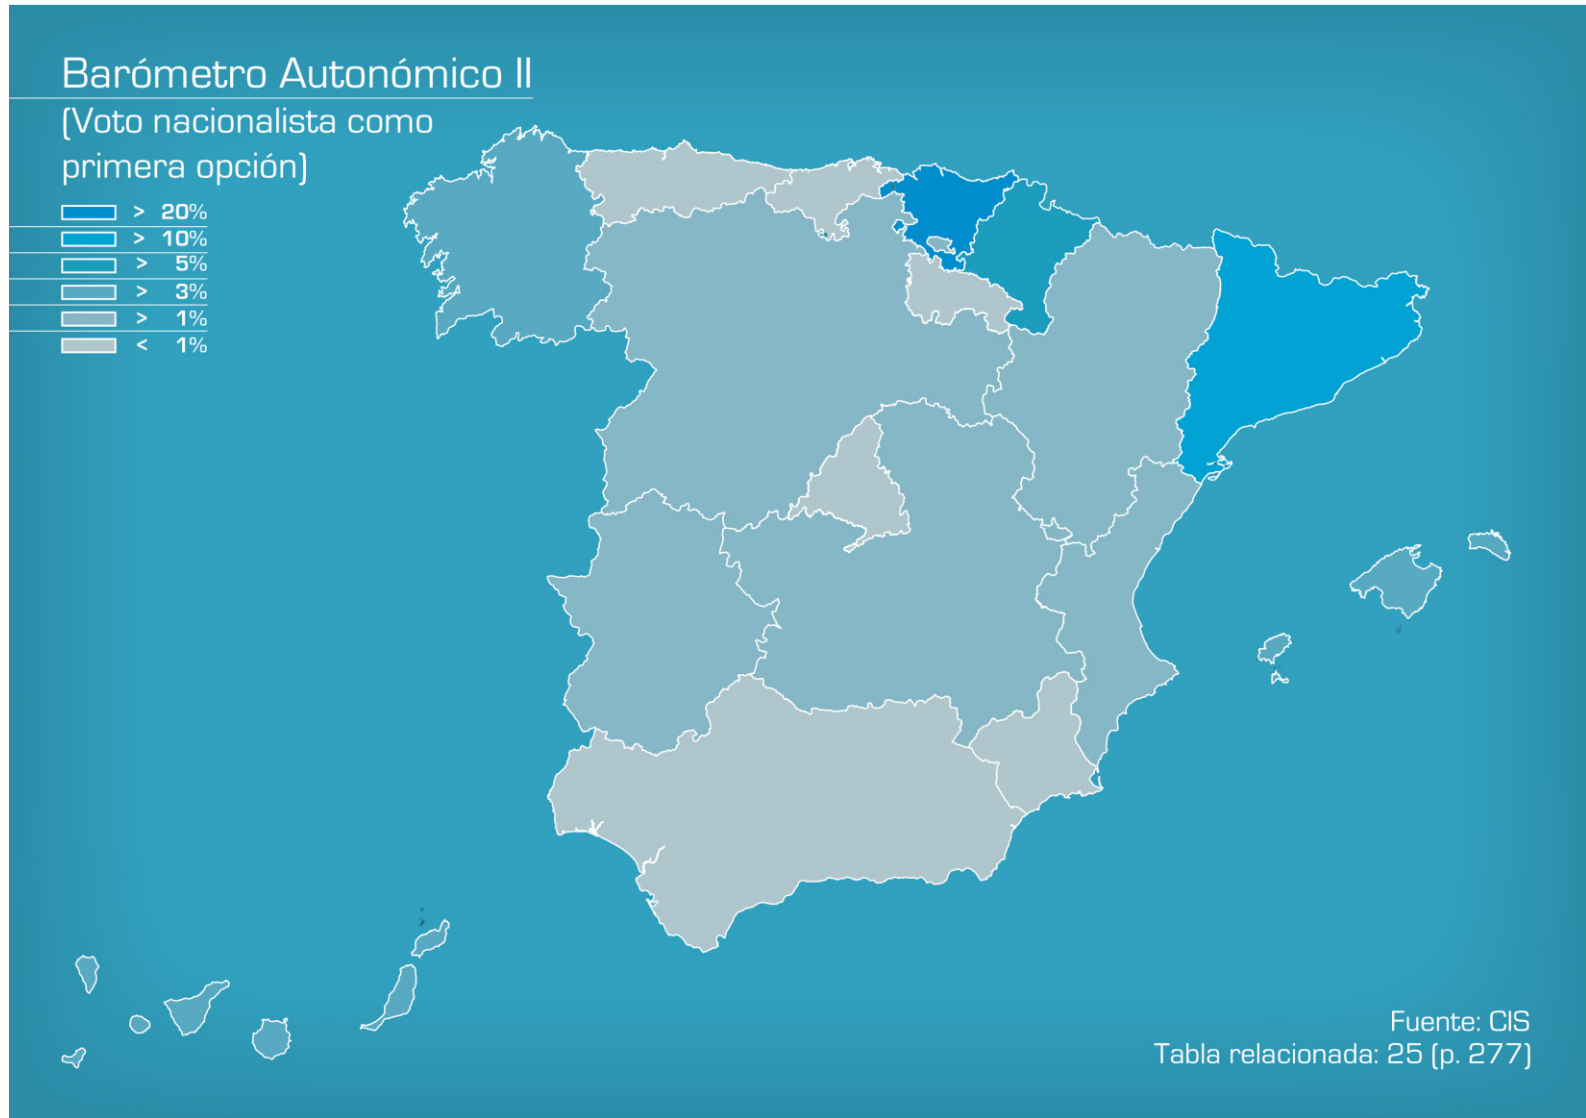 Barómetro Autonómico II
(Voto nacionalista como
primera opción)
> 20%
> 10%
> 5%
> 3%
> 1%
< 1%
Fuente: CIS
Tabla relacionada: 25 (p. 277)